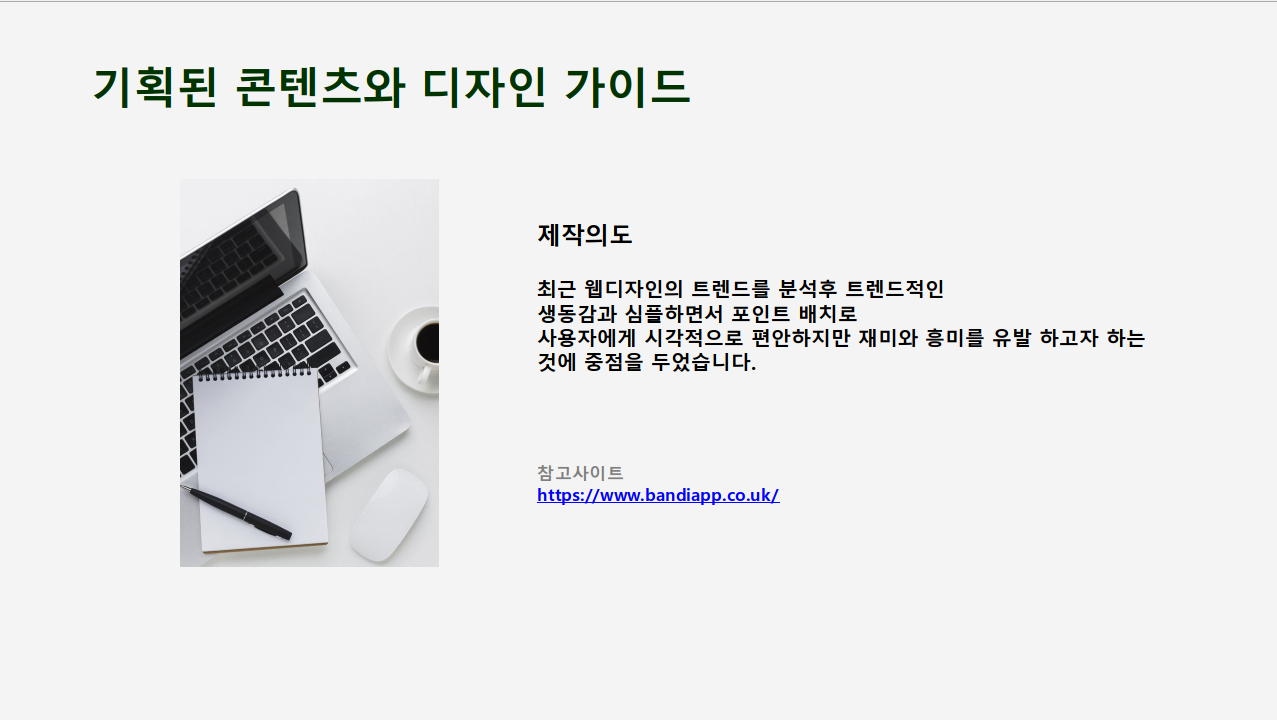 기획된 콘텐츠와 디자인 가이드
제작의도
최근 웹디자인의 트렌드를 분석후 트렌드적인
생동감과 심플하면서 포인트 배치로
사용자에게 시각적으로 편안하지만 재미와 흥미를 유발 하고자 하는
것에 중점을 두었습니다.
참고사이트
https://www.bandiapp.co.uk/